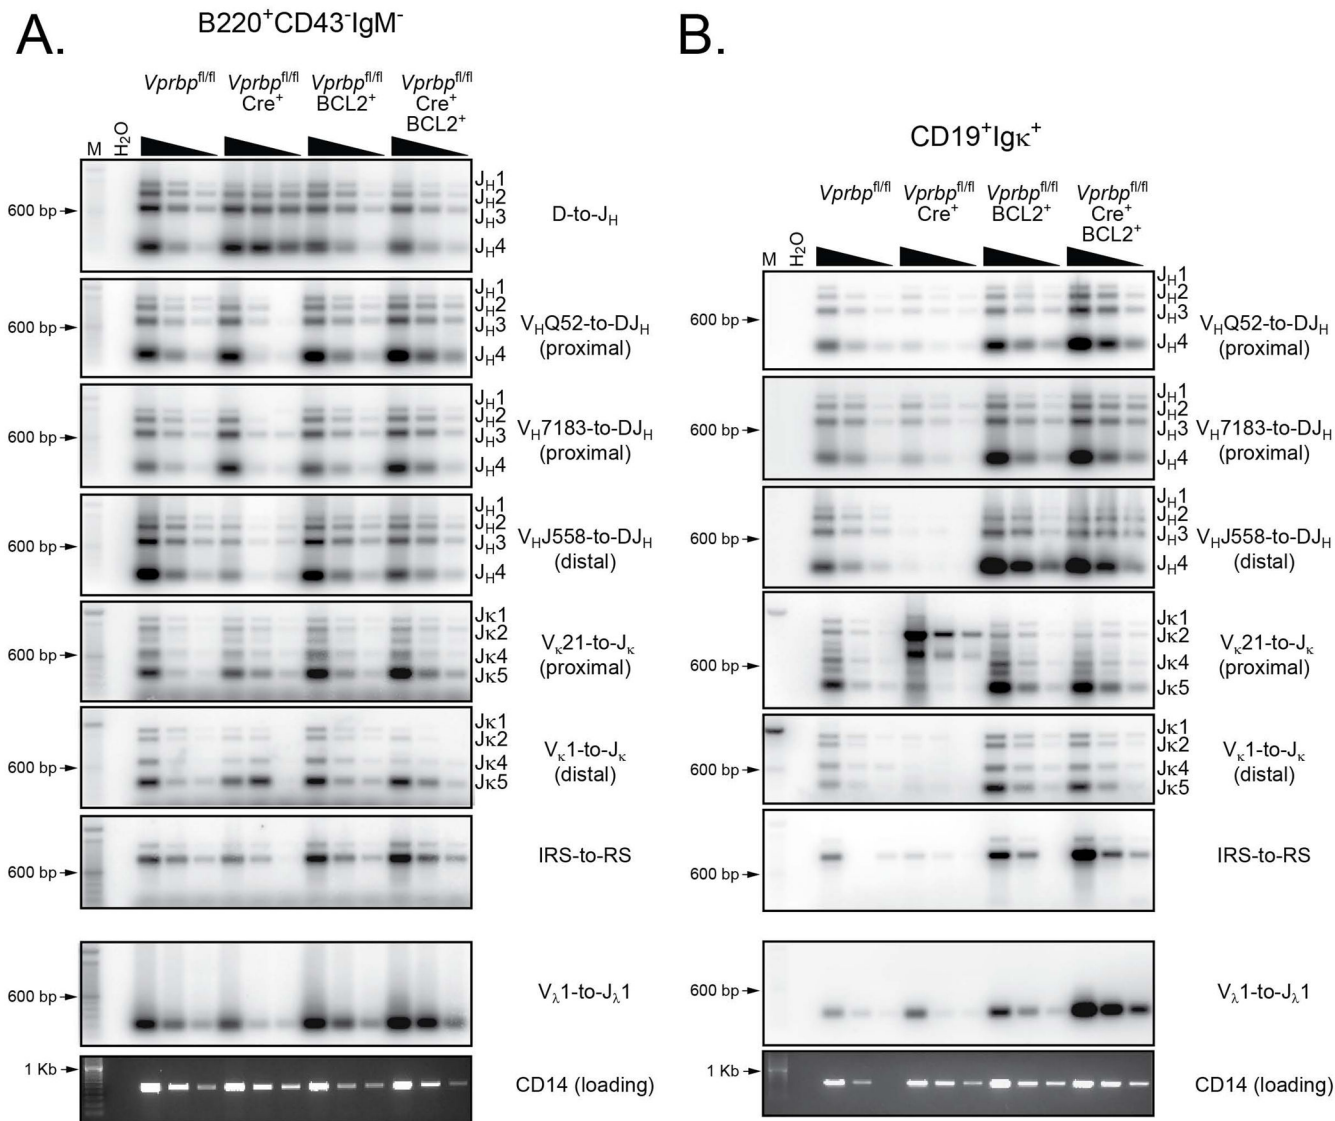 A.
B220⁺CD43⁻IgM⁻
Vprbp^fl/fl
Vprbp^fl/fl
Cre⁺
Vprbp^fl/fl
BCL2⁺
Vprbp^fl/fl
Cre⁺
BCL2⁺
M
H₂O
600 bp
J_H1
J_H2
J_H3
J_H4
D-to-J_H
600 bp
J_H1
J_H2
J_H3
J_H4
V_HQ52-to-DJ_H
(proximal)
600 bp
J_H1
J_H2
J_H3
J_H4
V_H7183-to-DJ_H
(proximal)
600 bp
J_H1
J_H2
J_H3
J_H4
V_HJ558-to-DJ_H
(distal)
600 bp
Jκ1
Jκ2
Jκ4
Jκ5
V_κ21-to-J_κ
(proximal)
600 bp
Jκ1
Jκ2
Jκ4
Jκ5
V_κ1-to-J_κ
(distal)
600 bp
IRS-to-RS
600 bp
V_λ1-to-J_λ1
1 Kb
CD14 (loading)
B.
CD19⁺Igκ⁺
Vprbp^fl/fl
Vprbp^fl/fl
Cre⁺
Vprbp^fl/fl
BCL2⁺
Vprbp^fl/fl
Cre⁺
BCL2⁺
M
H₂O
600 bp
J_H1
J_H2
J_H3
J_H4
V_HQ52-to-DJ_H
(proximal)
600 bp
J_H1
J_H2
J_H3
J_H4
V_H7183-to-DJ_H
(proximal)
600 bp
J_H1
J_H2
J_H3
J_H4
V_HJ558-to-DJ_H
(distal)
600 bp
Jκ1
Jκ2
Jκ4
Jκ5
V_κ21-to-J_κ
(proximal)
600 bp
Jκ1
Jκ2
Jκ4
Jκ5
V_κ1-to-J_κ
(distal)
600 bp
IRS-to-RS
600 bp
V_λ1-to-J_λ1
1 Kb
CD14 (loading)